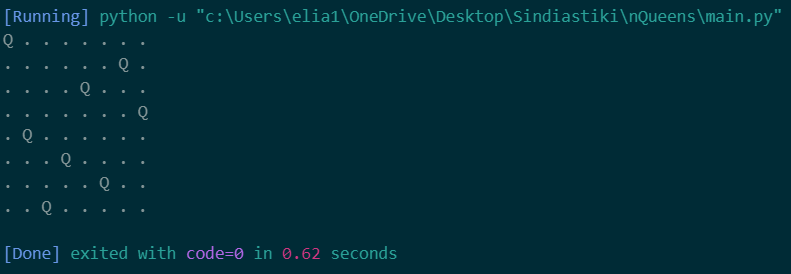 [Running] python -u "c:\Users\elia1\OneDrive\Desktop\Sindiastiki\nQueens\main.py"
Q . . . . . . .
. . . . . . Q .
. . . . Q . . .
. . . . . . . Q
. Q . . . . . .
. . . Q . . . .
. . . . . Q . .
. . Q . . . . .
[Done] exited with code=0 in 0.62 seconds